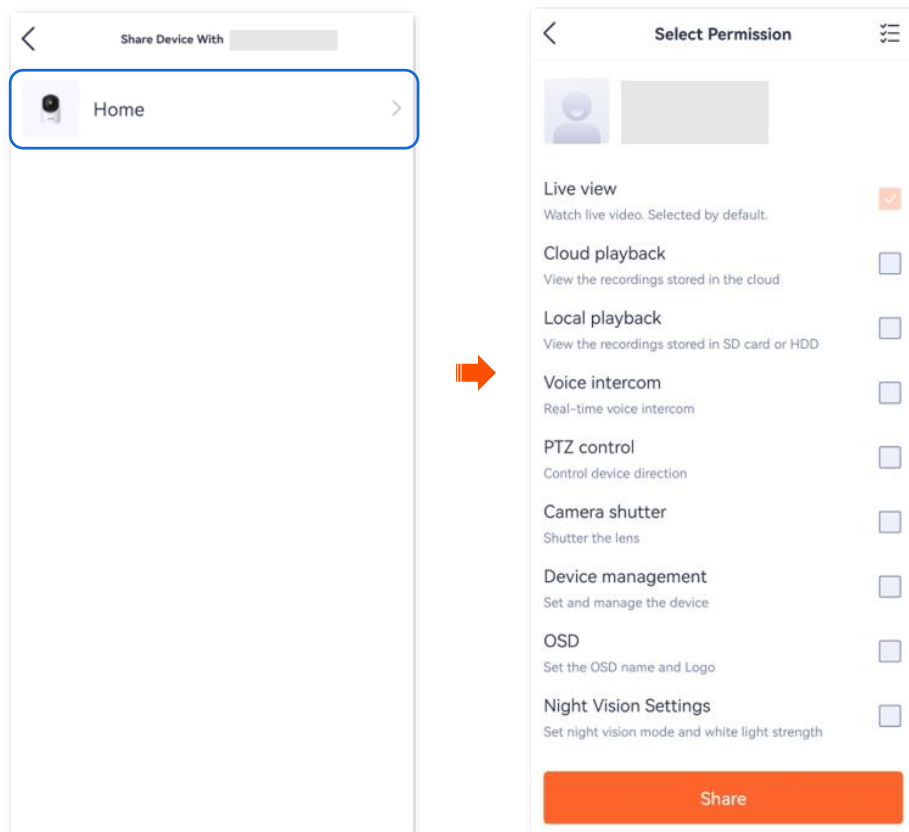 Share Device With
Home
Select Permission
Live view
Watch live video. Selected by default.
Cloud playback
View the recordings stored in the cloud
Local playback
View the recordings stored in SD card or HDD
Voice intercom
Real-time voice intercom
PTZ control
Control device direction
Camera shutter
Shutter the lens
Device management
Set and manage the device
OSD
Set the OSD name and Logo
Night Vision Settings
Set night vision mode and white light strength
Share